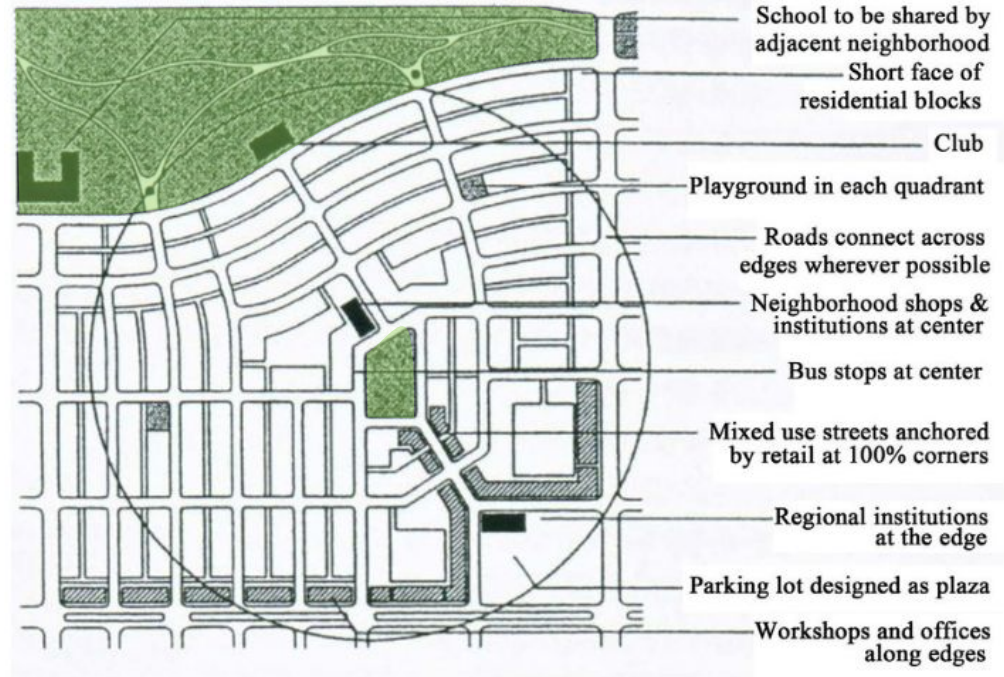 School to be shared by
adjacent neighborhood
Short face of
residential blocks
Club
Playground in each quadrant
Roads connect across
edges wherever possible
Neighborhood shops &
institutions at center
Bus stops at center
Mixed use streets anchored
by retail at 100% corners
Regional institutions
at the edge
Parking lot designed as plaza
Workshops and offices
along edges